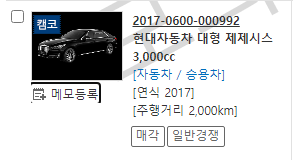 캠코
메모등록
2017-0600-000992
현대자동차 대형 제제시스
3,000cc
[자동차 / 승용차]
[연식 2017]
[주행거리 2,000km]
매각 일반경쟁